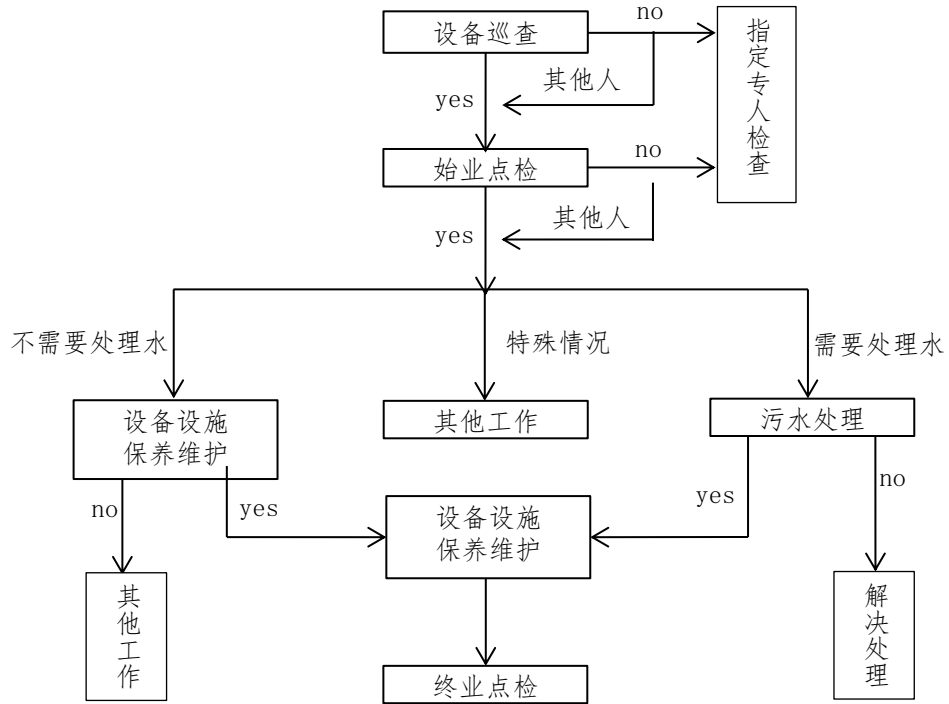 设备巡查
no
指定专人检查
其他人
yes
始业点检
no
其他人
yes
不需要处理水
特殊情况
需要处理水
设备设施
保养维护
其他工作
污水处理
no
yes
设备设施
保养维护
yes
no
其他工作
解决处理
终业点检